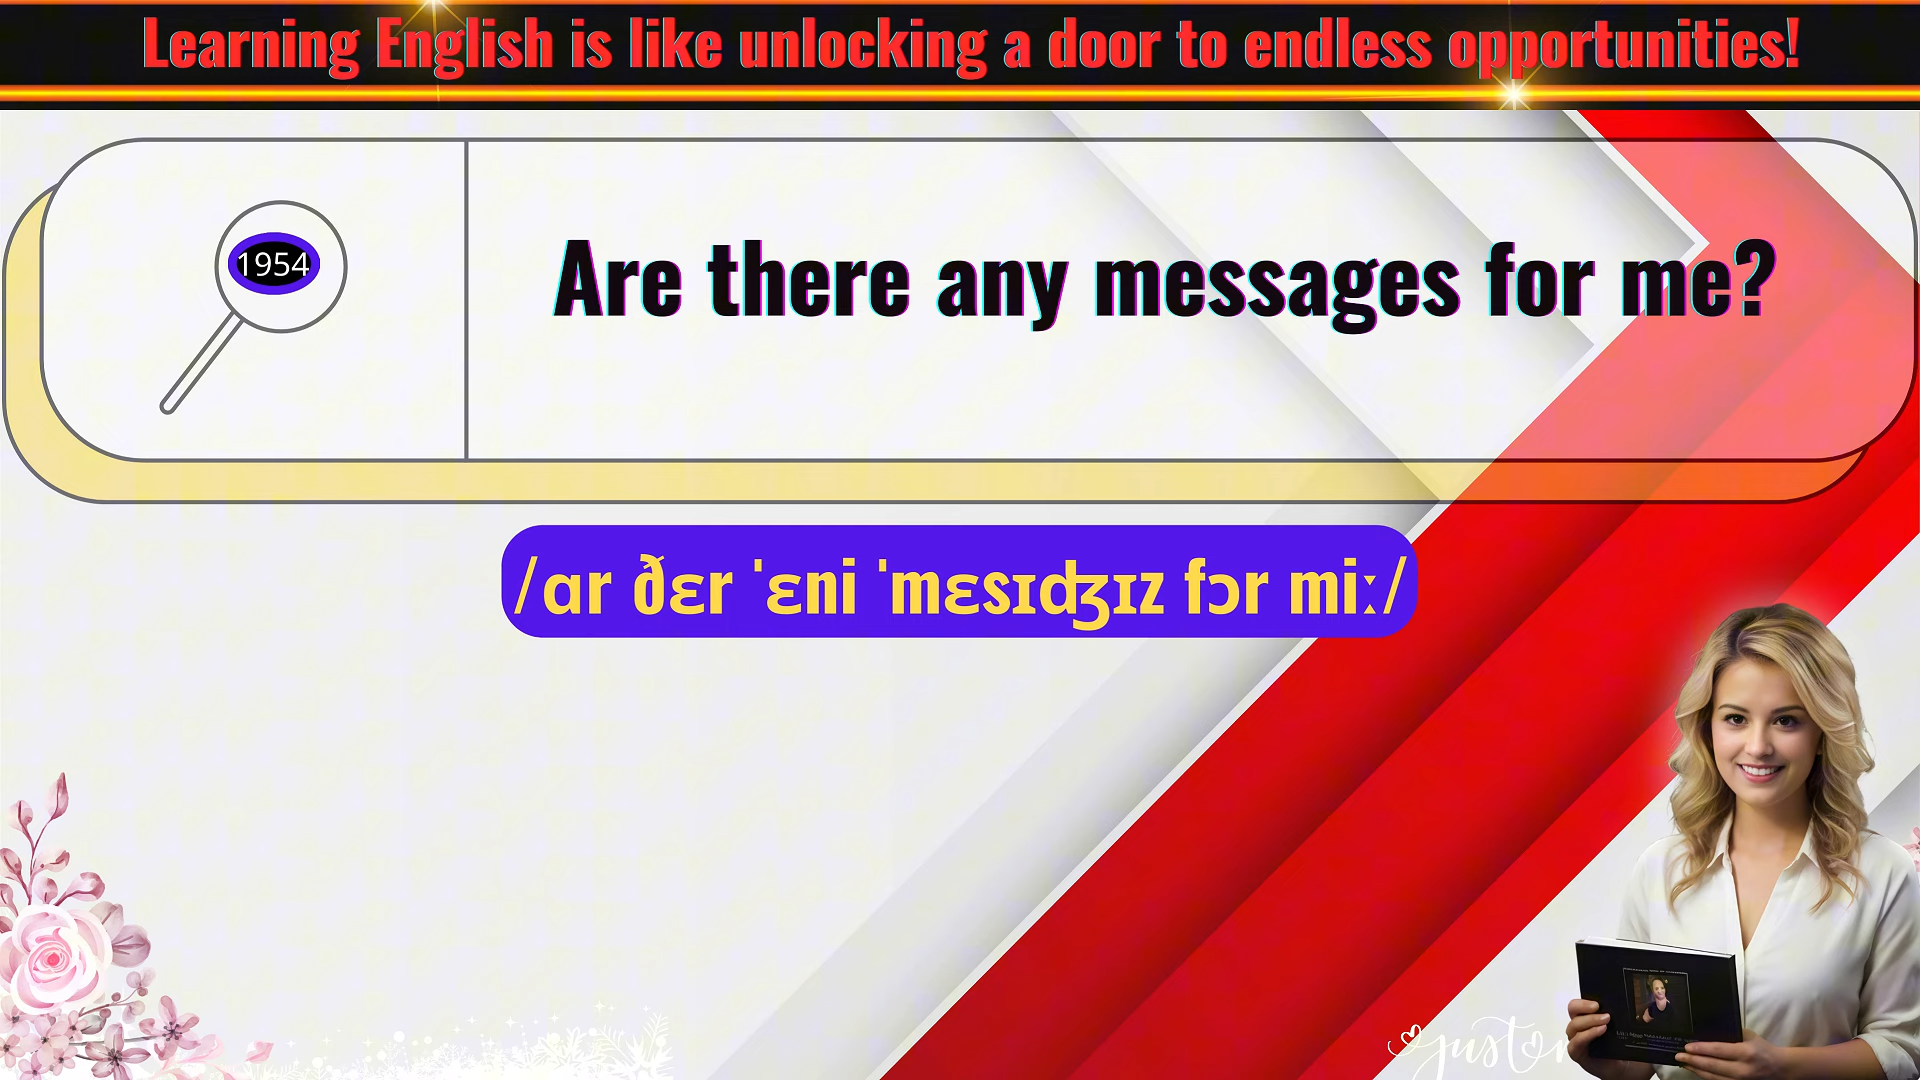 Learning English is like unlocking a door to endless opportunities!
1954
Are there any messages for me?
/ɑr ðɛr ˈɛni ˈmɛsɪʤɪz fɔr miː/